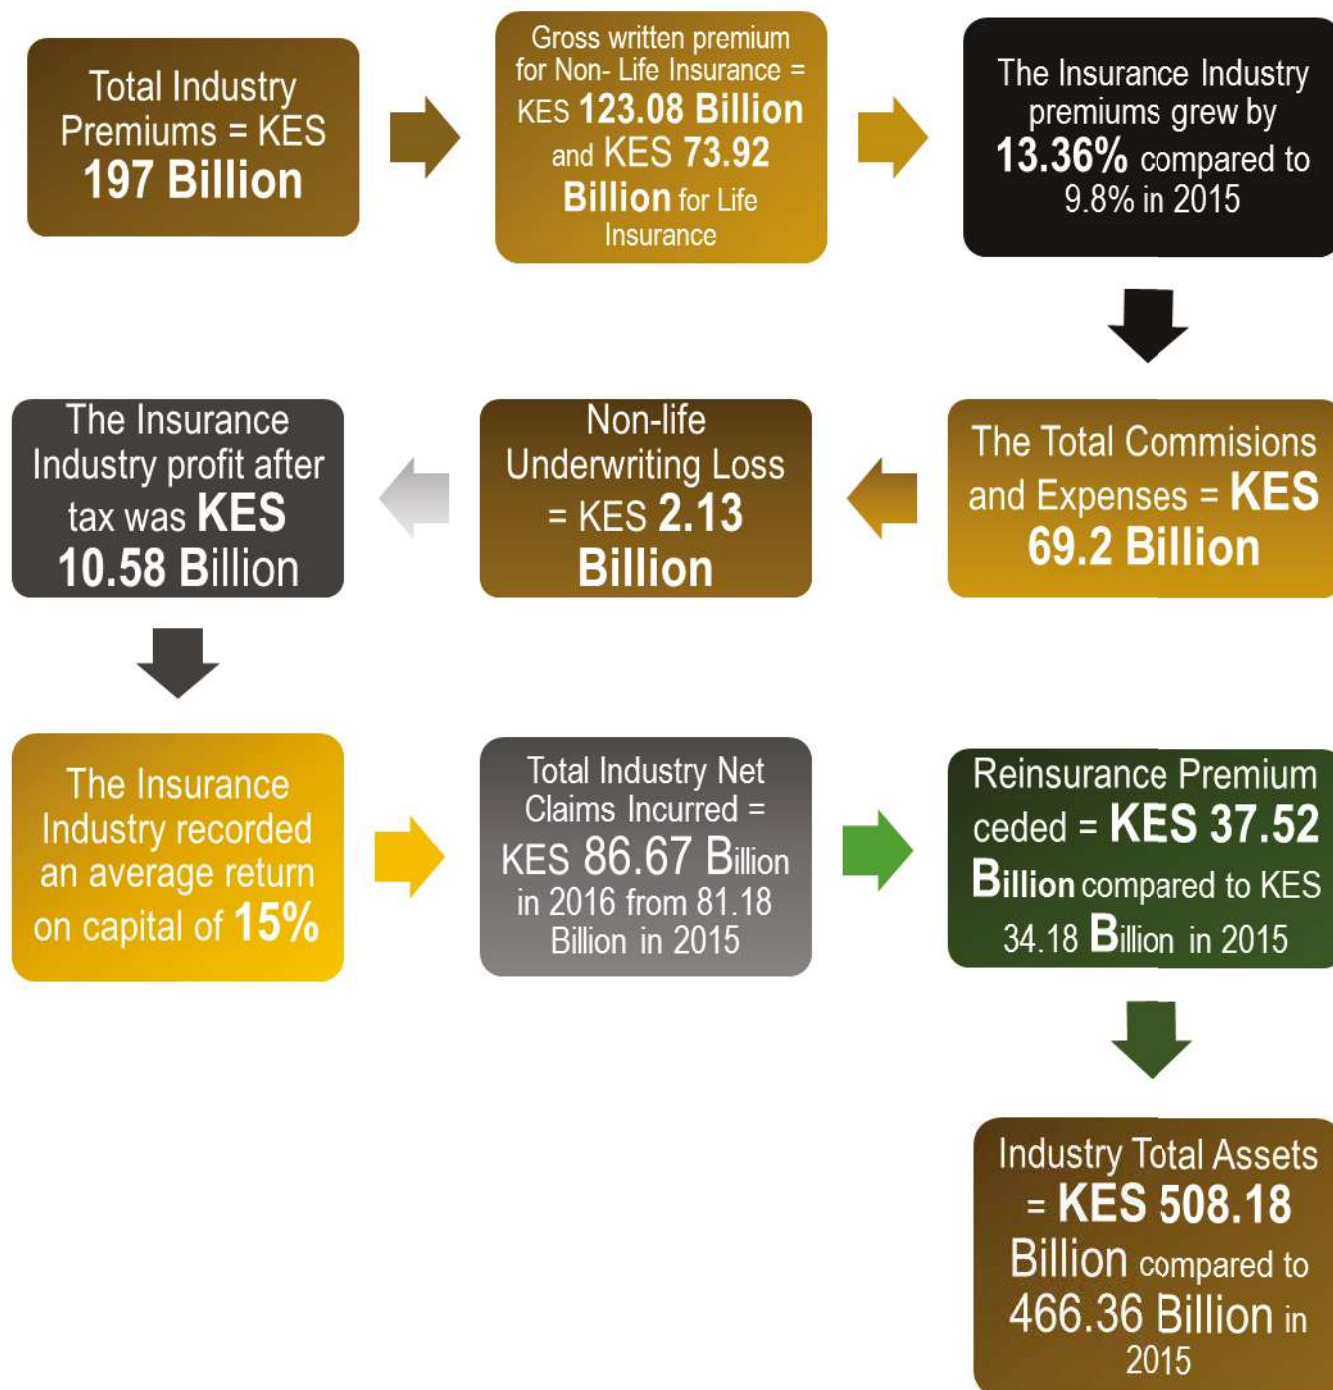 Total Industry
Premiums = KES
197 Billion
Gross written premium
for Non- Life Insurance =
KES 123.08 Billion
and KES 73.92
Billion for Life
Insurance
The Insurance Industry
premiums grew by
13.36% compared to
9.8% in 2015
The Total Commisions
and Expenses = KES
69.2 Billion
Non-life
Underwriting Loss
= KES 2.13
Billion
The Insurance
Industry profit after
tax was KES
10.58 Billion
The Insurance
Industry recorded
an average return
on capital of 15%
Total Industry Net
Claims Incurred =
KES 86.67 Billion
in 2016 from 81.18
Billion in 2015
Reinsurance Premium
ceded = KES 37.52
Billion compared to KES
34.18 Billion in 2015
Industry Total Assets
= KES 508.18
Billion compared to
466.36 Billion in
2015